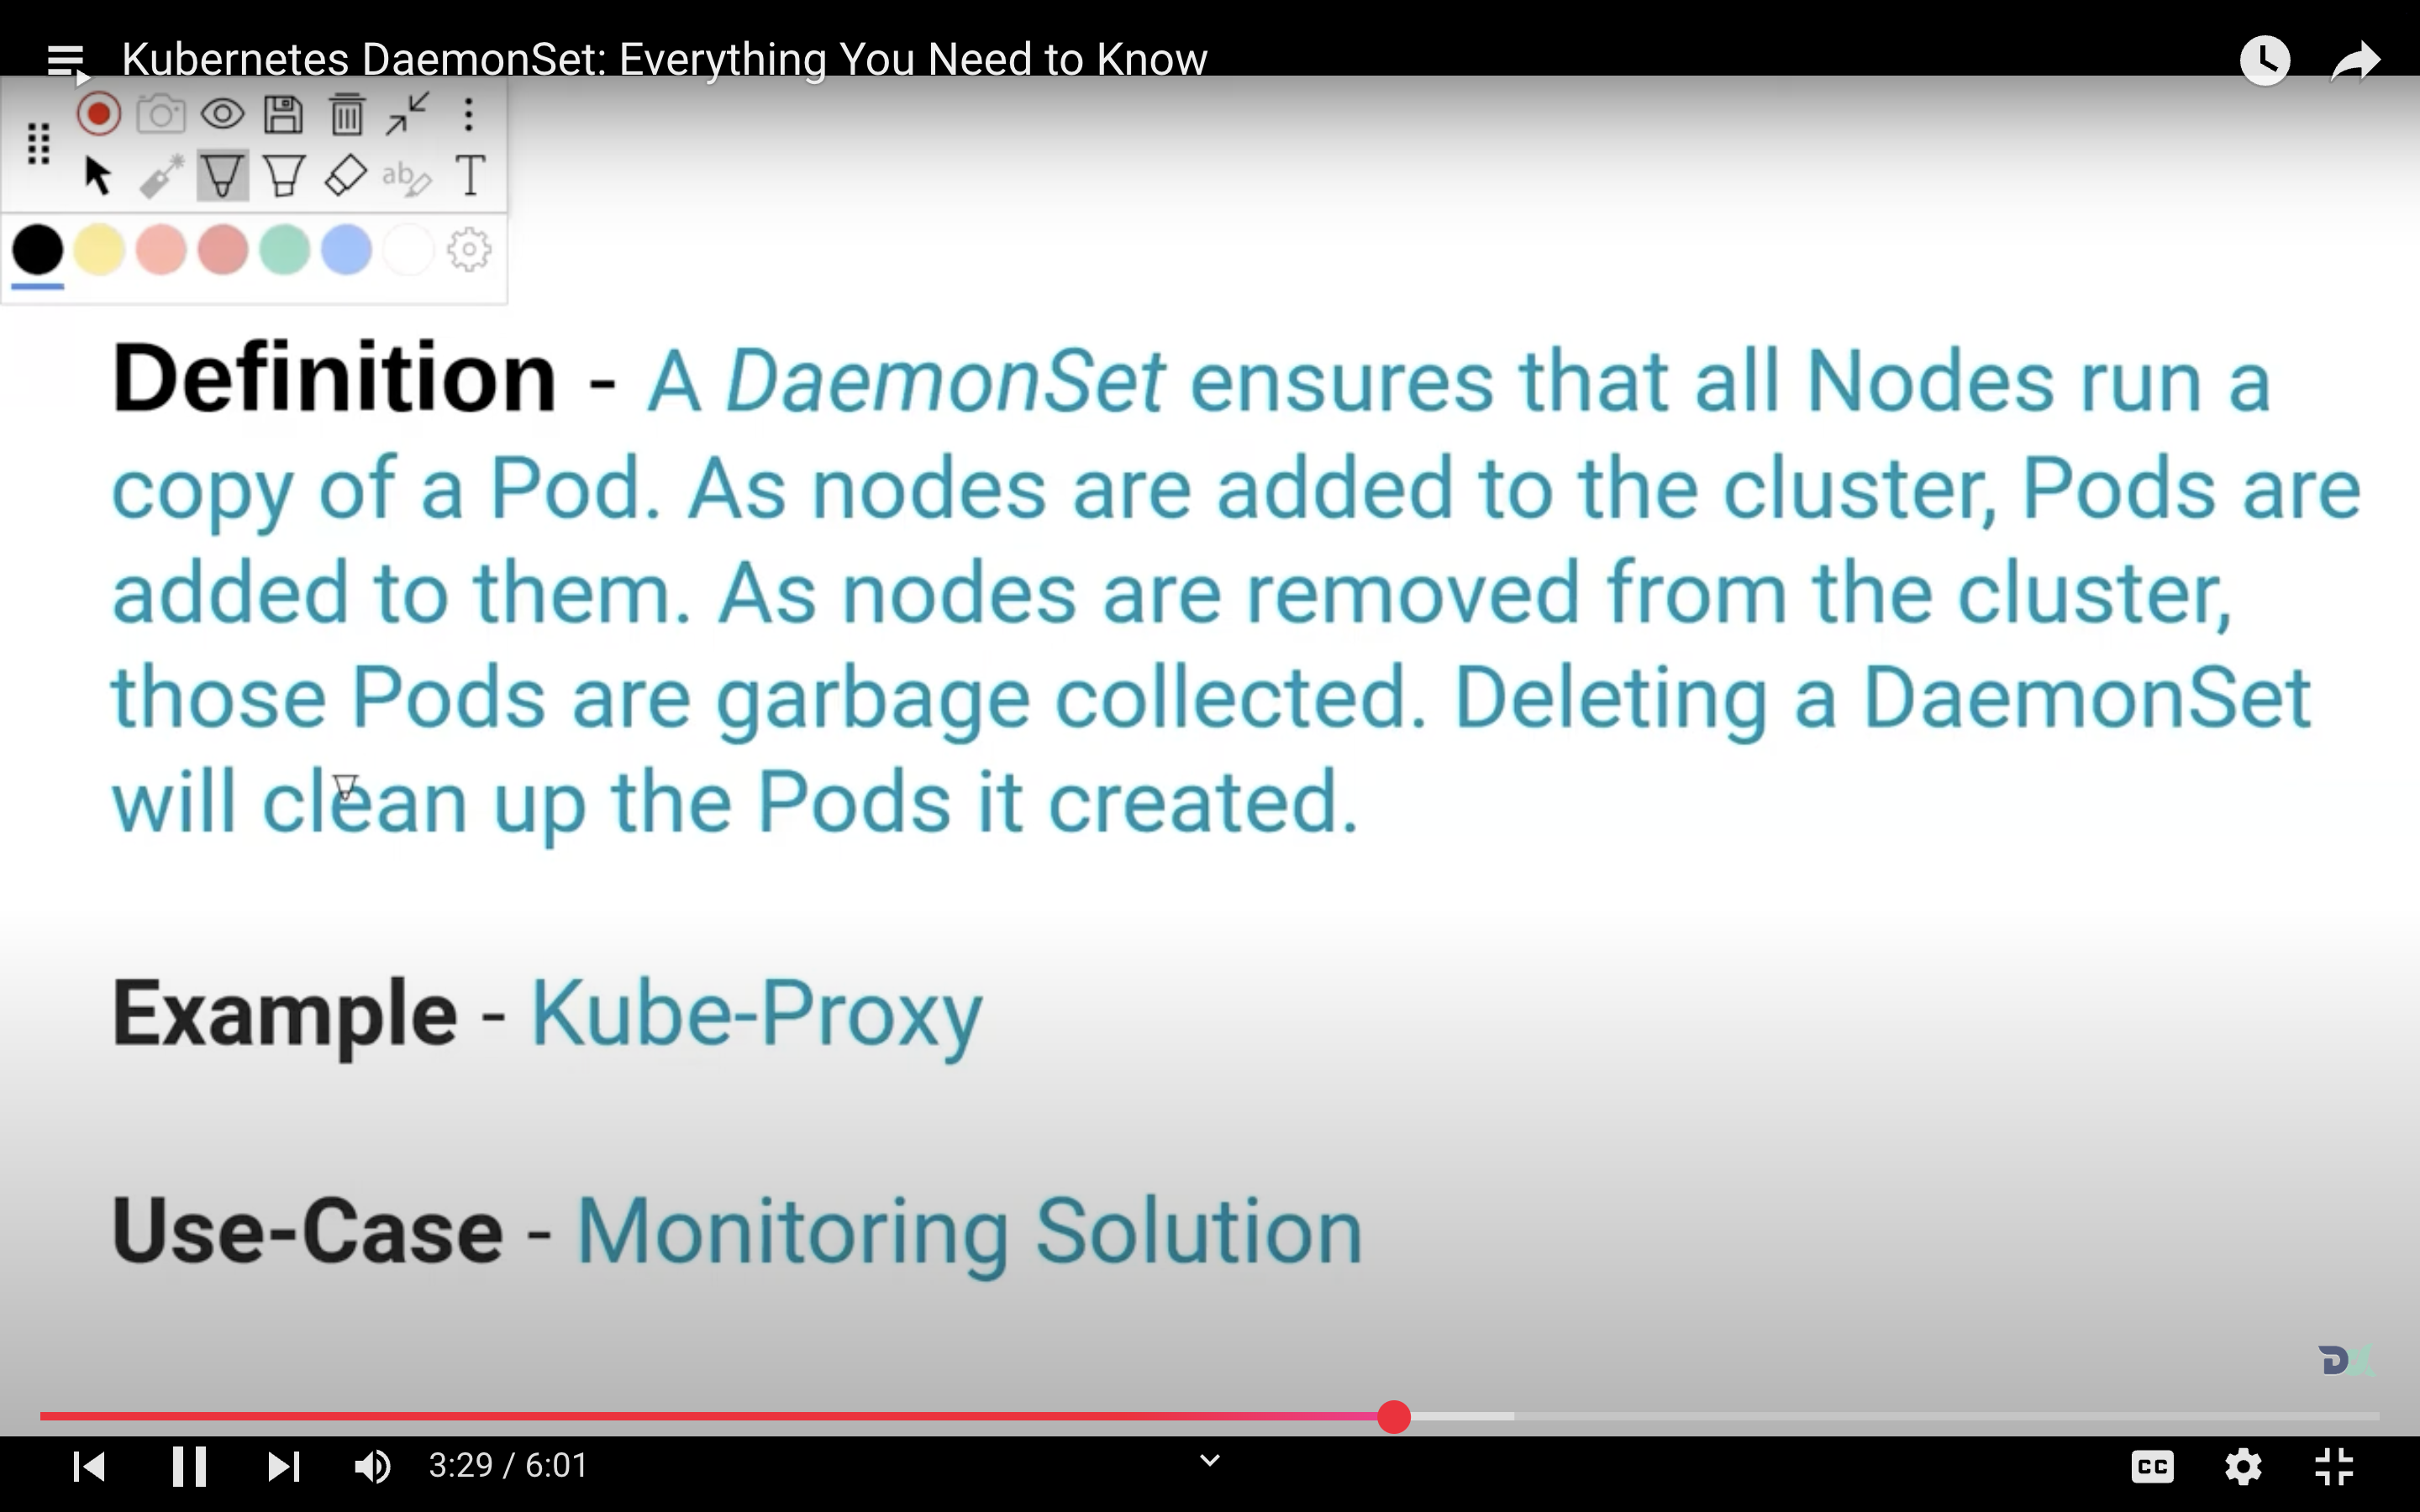 Kubernetes DaemonSet: Everything You Need to Know
ab
T
Definition - A DaemonSet ensures that all Nodes run a
copy of a Pod. As nodes are added to the cluster, Pods are
added to them. As nodes are removed from the cluster,
those Pods are garbage collected. Deleting a DaemonSet
will clean up the Pods it created.
Example - Kube-Proxy
Use-Case - Monitoring Solution
DX
3:29 / 6:01
CC